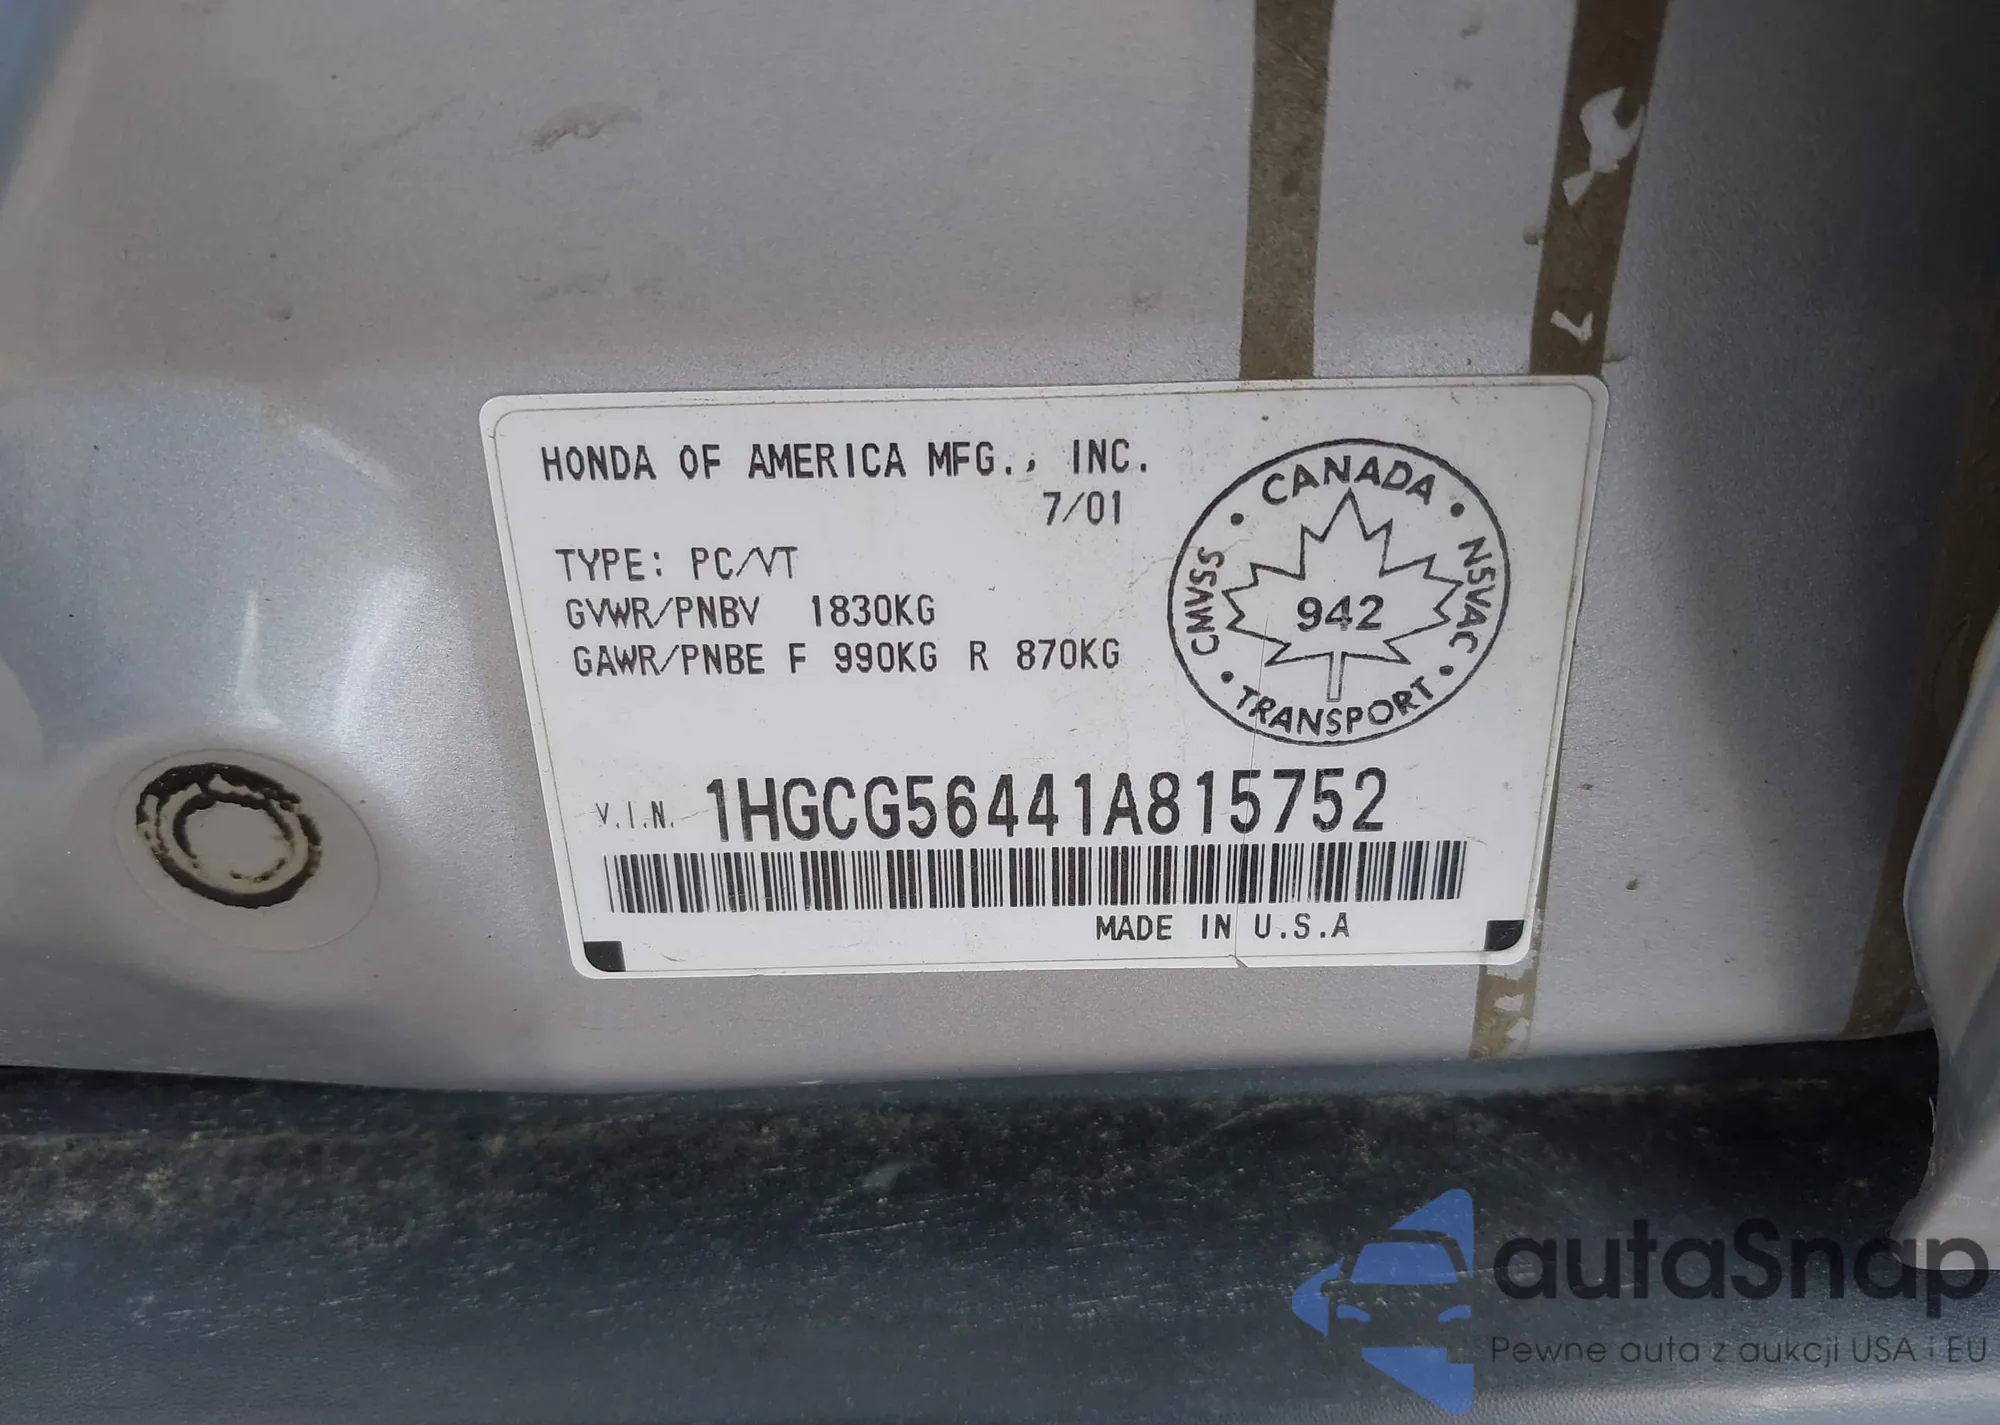 HONDA OF AMERICA MFG., INC.
7/01
TYPE: PC/VT
GVWR/PNBV 1830KG
GAWR/PNBE F 990KG R 870KG
CANADA
NSVAC
TRANSPORT
CMVSS
942
V.I.N. 1HGCG56441A815752
MADE IN U.S.A
autaSnap
Pewne auta z aukcji USA i EU